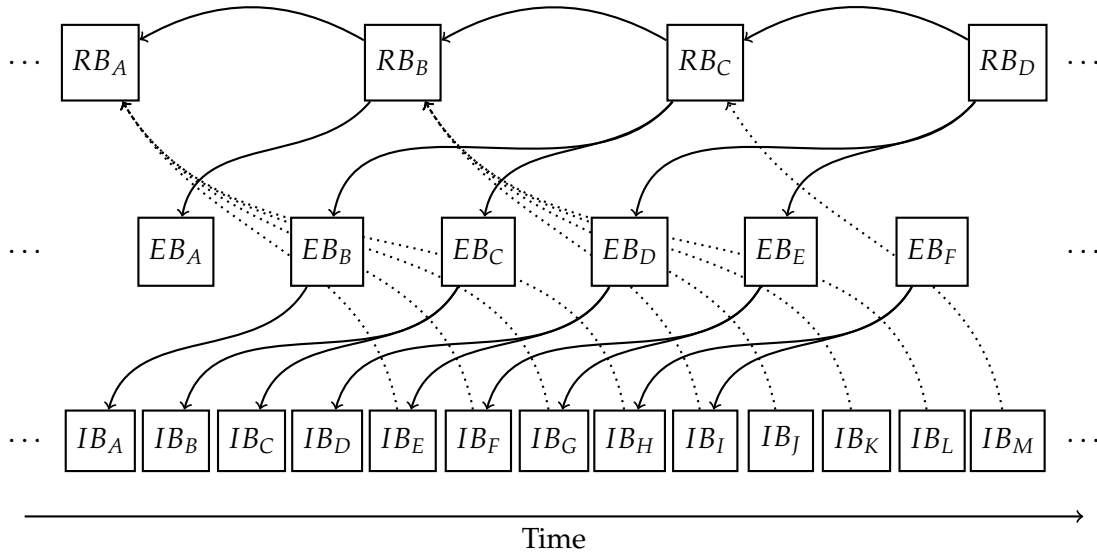 ⋯ RB_A RB_B RB_C RB_D ⋯
⋯ EB_A EB_B EB_C EB_D EB_E EB_F ⋯
⋯ IB_A IB_B IB_C IB_D IB_E IB_F IB_G IB_H IB_I IB_J IB_K IB_L IB_M ⋯
Time